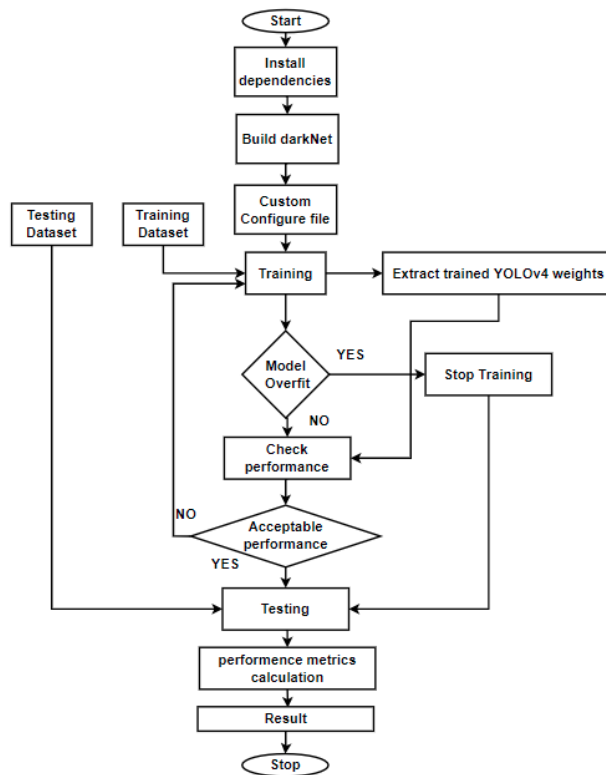 Start
Install
dependencies
Build darkNet
Custom
Configure file
Testing
Dataset
Training
Dataset
Training
Extract trained YOLOv4 weights
Model
Overfit
YES
Stop Training
NO
Check
performance
NO
Acceptable
performance
YES
Testing
performence metrics
calculation
Result
Stop